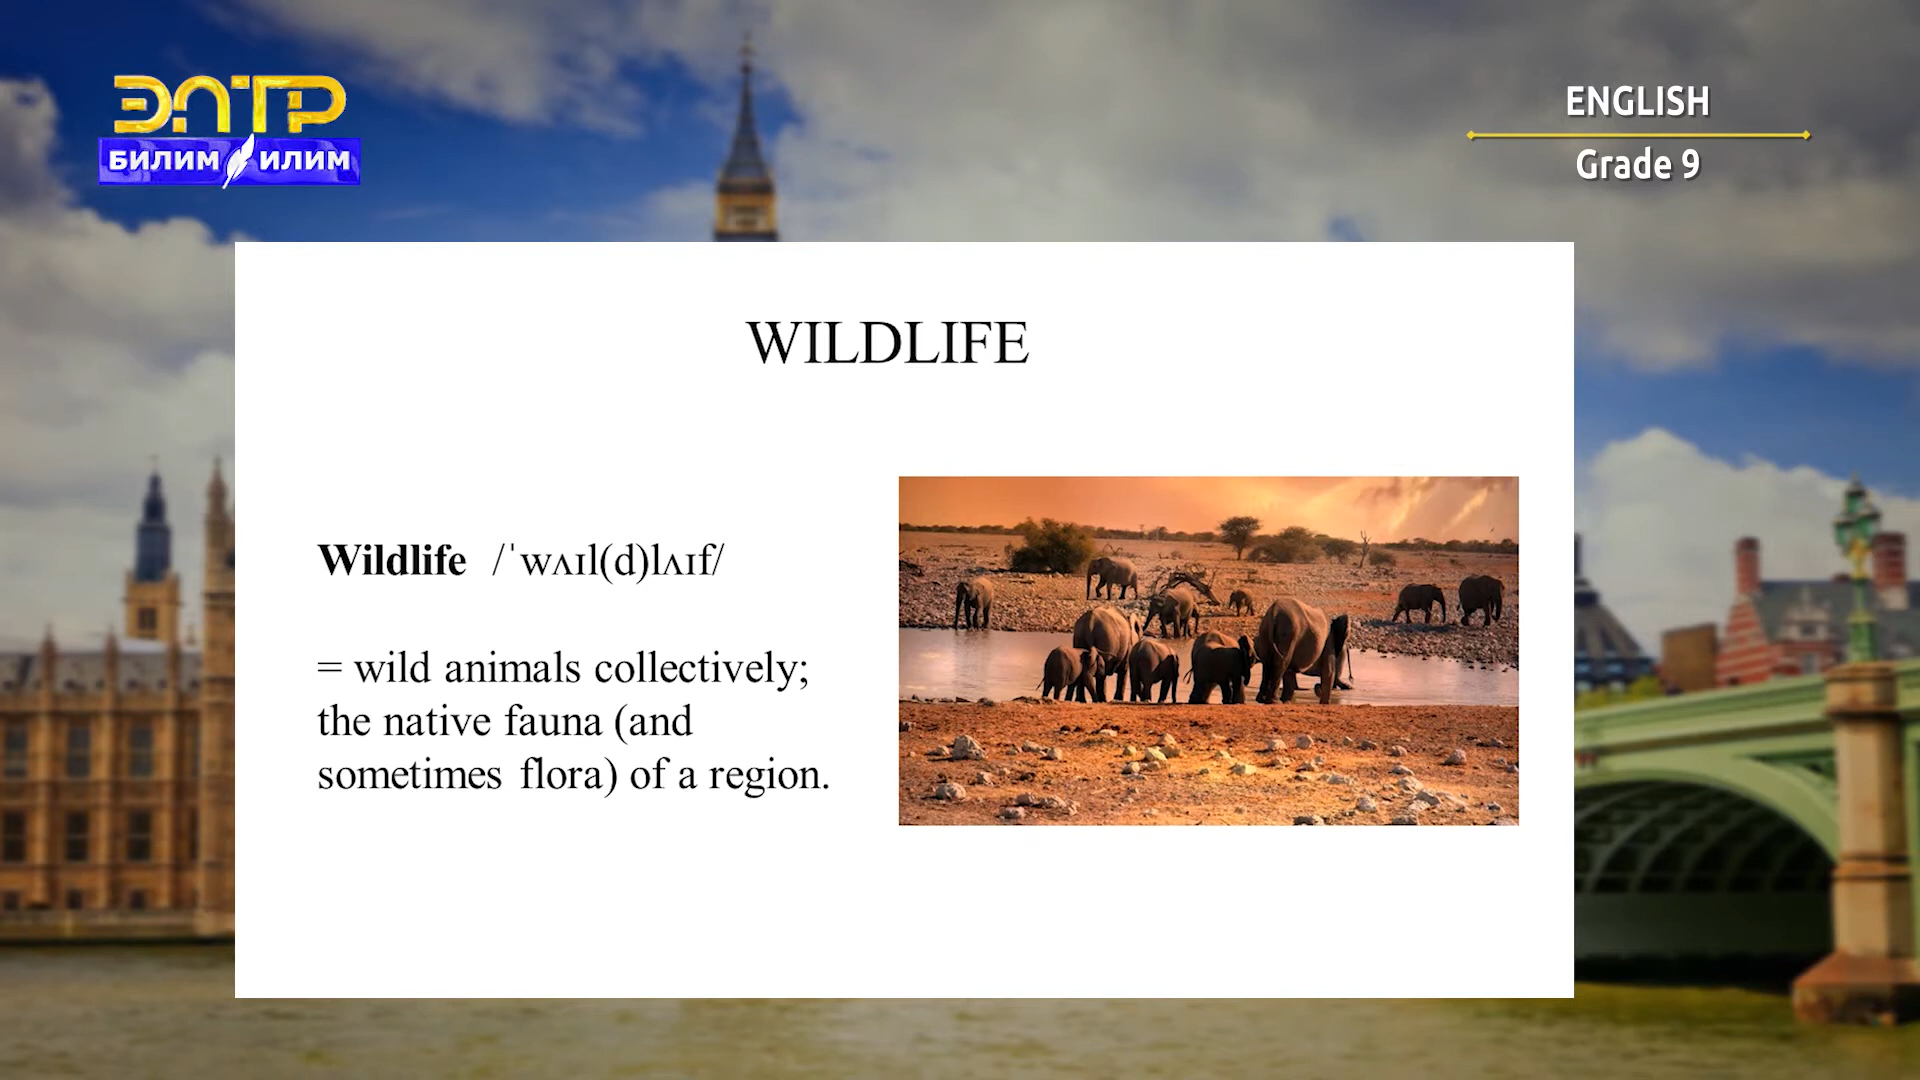 ЭЛТР
БИЛИМ ИЛИМ
ENGLISH
Grade 9
WILDLIFE
Wildlife /ˈwʌɪl(d)lʌɪf/
= wild animals collectively;
the native fauna (and
sometimes flora) of a region.